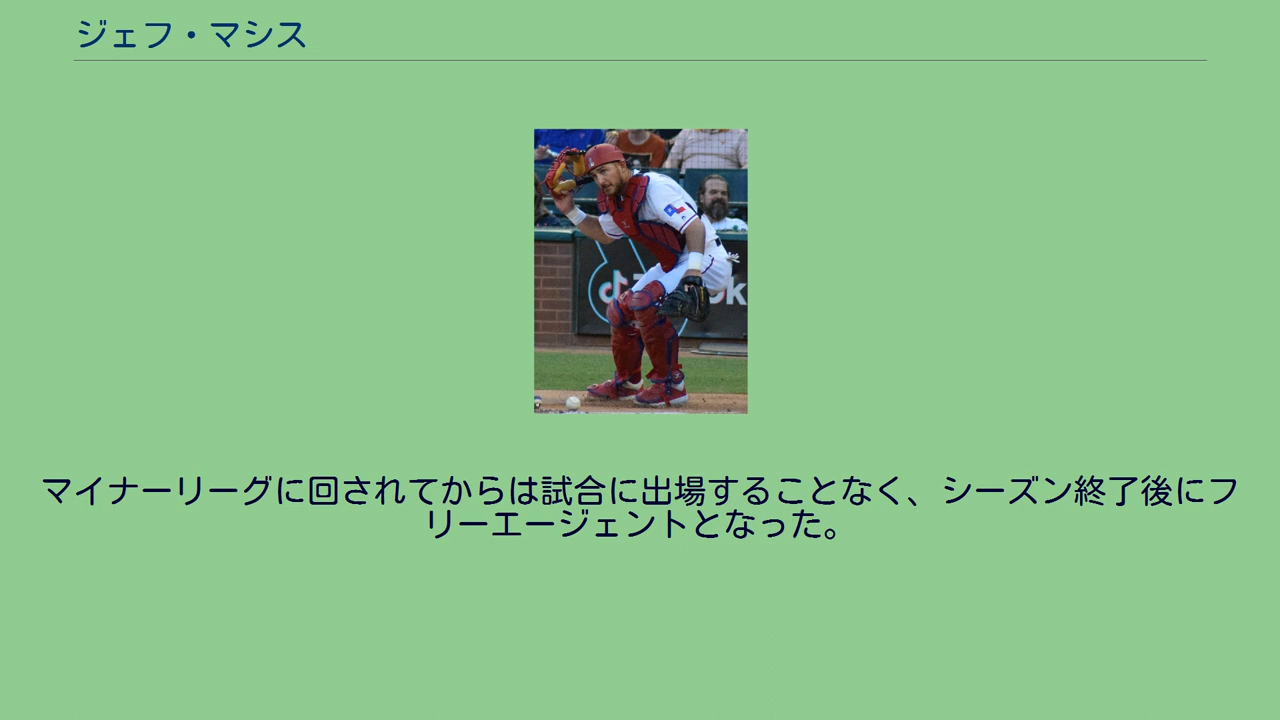 ジェフ・マシス
マイナーリーグに回されてからは試合に出場することなく、シーズン終了後にフ
リーエージェントとなった。